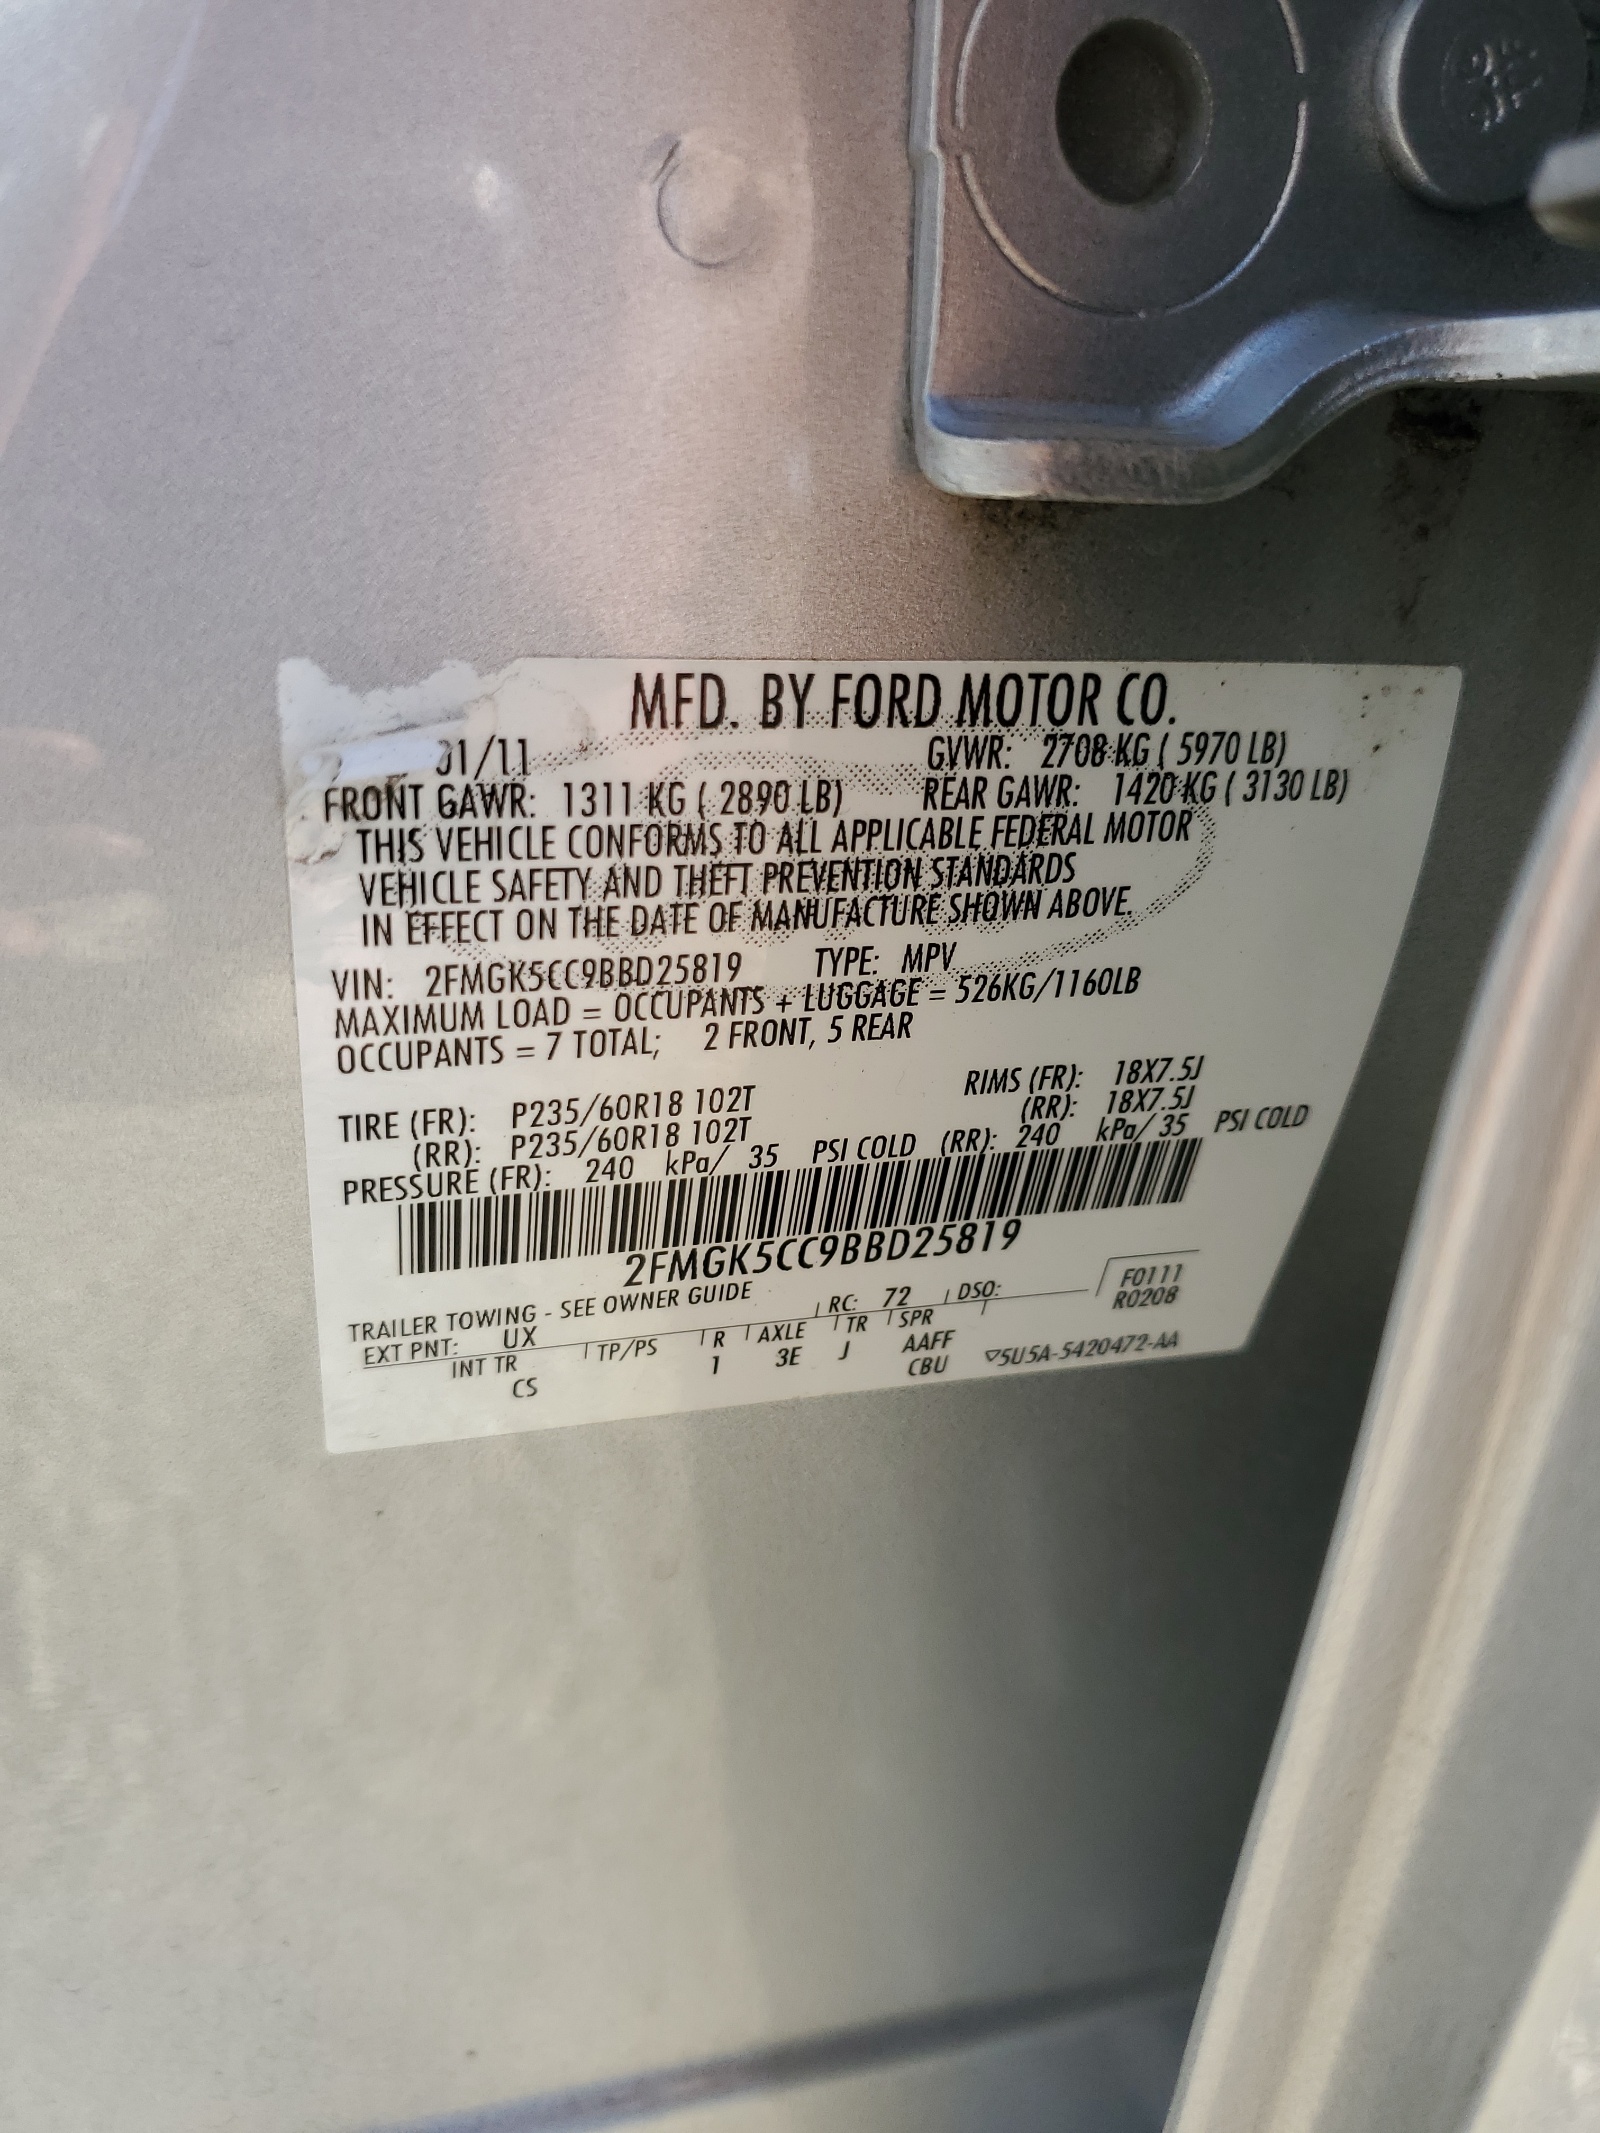 MFD. BY FORD MOTOR CO.
01/11 GVWR: 2708 KG ( 5970 LB)
FRONT GAWR: 1311 KG ( 2890 LB) REAR GAWR: 1420 KG ( 3130 LB)
THIS VEHICLE CONFORMS TO ALL APPLICABLE FEDERAL MOTOR
VEHICLE SAFETY AND THEFT PREVENTION STANDARDS
IN EFFECT ON THE DATE OF MANUFACTURE SHOWN ABOVE.
VIN: 2FMGK5CC9BBD25819 TYPE: MPV
MAXIMUM LOAD = OCCUPANTS + LUGGAGE = 526KG/1160LB
OCCUPANTS = 7 TOTAL; 2 FRONT, 5 REAR
TIRE (FR): P235/60R18 102T RIMS (FR): 18X7.5J
(RR): P235/60R18 102T (RR): 18X7.5J
PRESSURE (FR): 240 kPa/ 35 PSI COLD (RR): 240 kPa/ 35 PSI COLD
2FMGK5CC9BBD25819
TRAILER TOWING - SEE OWNER GUIDE
EXT PNT: UX RC: 72 DSO: F0111
R0208
INT TR TP/PS R AXLE TR SPR
CS 1 3E J AAFF
CBU 5U5A-5420472-AA